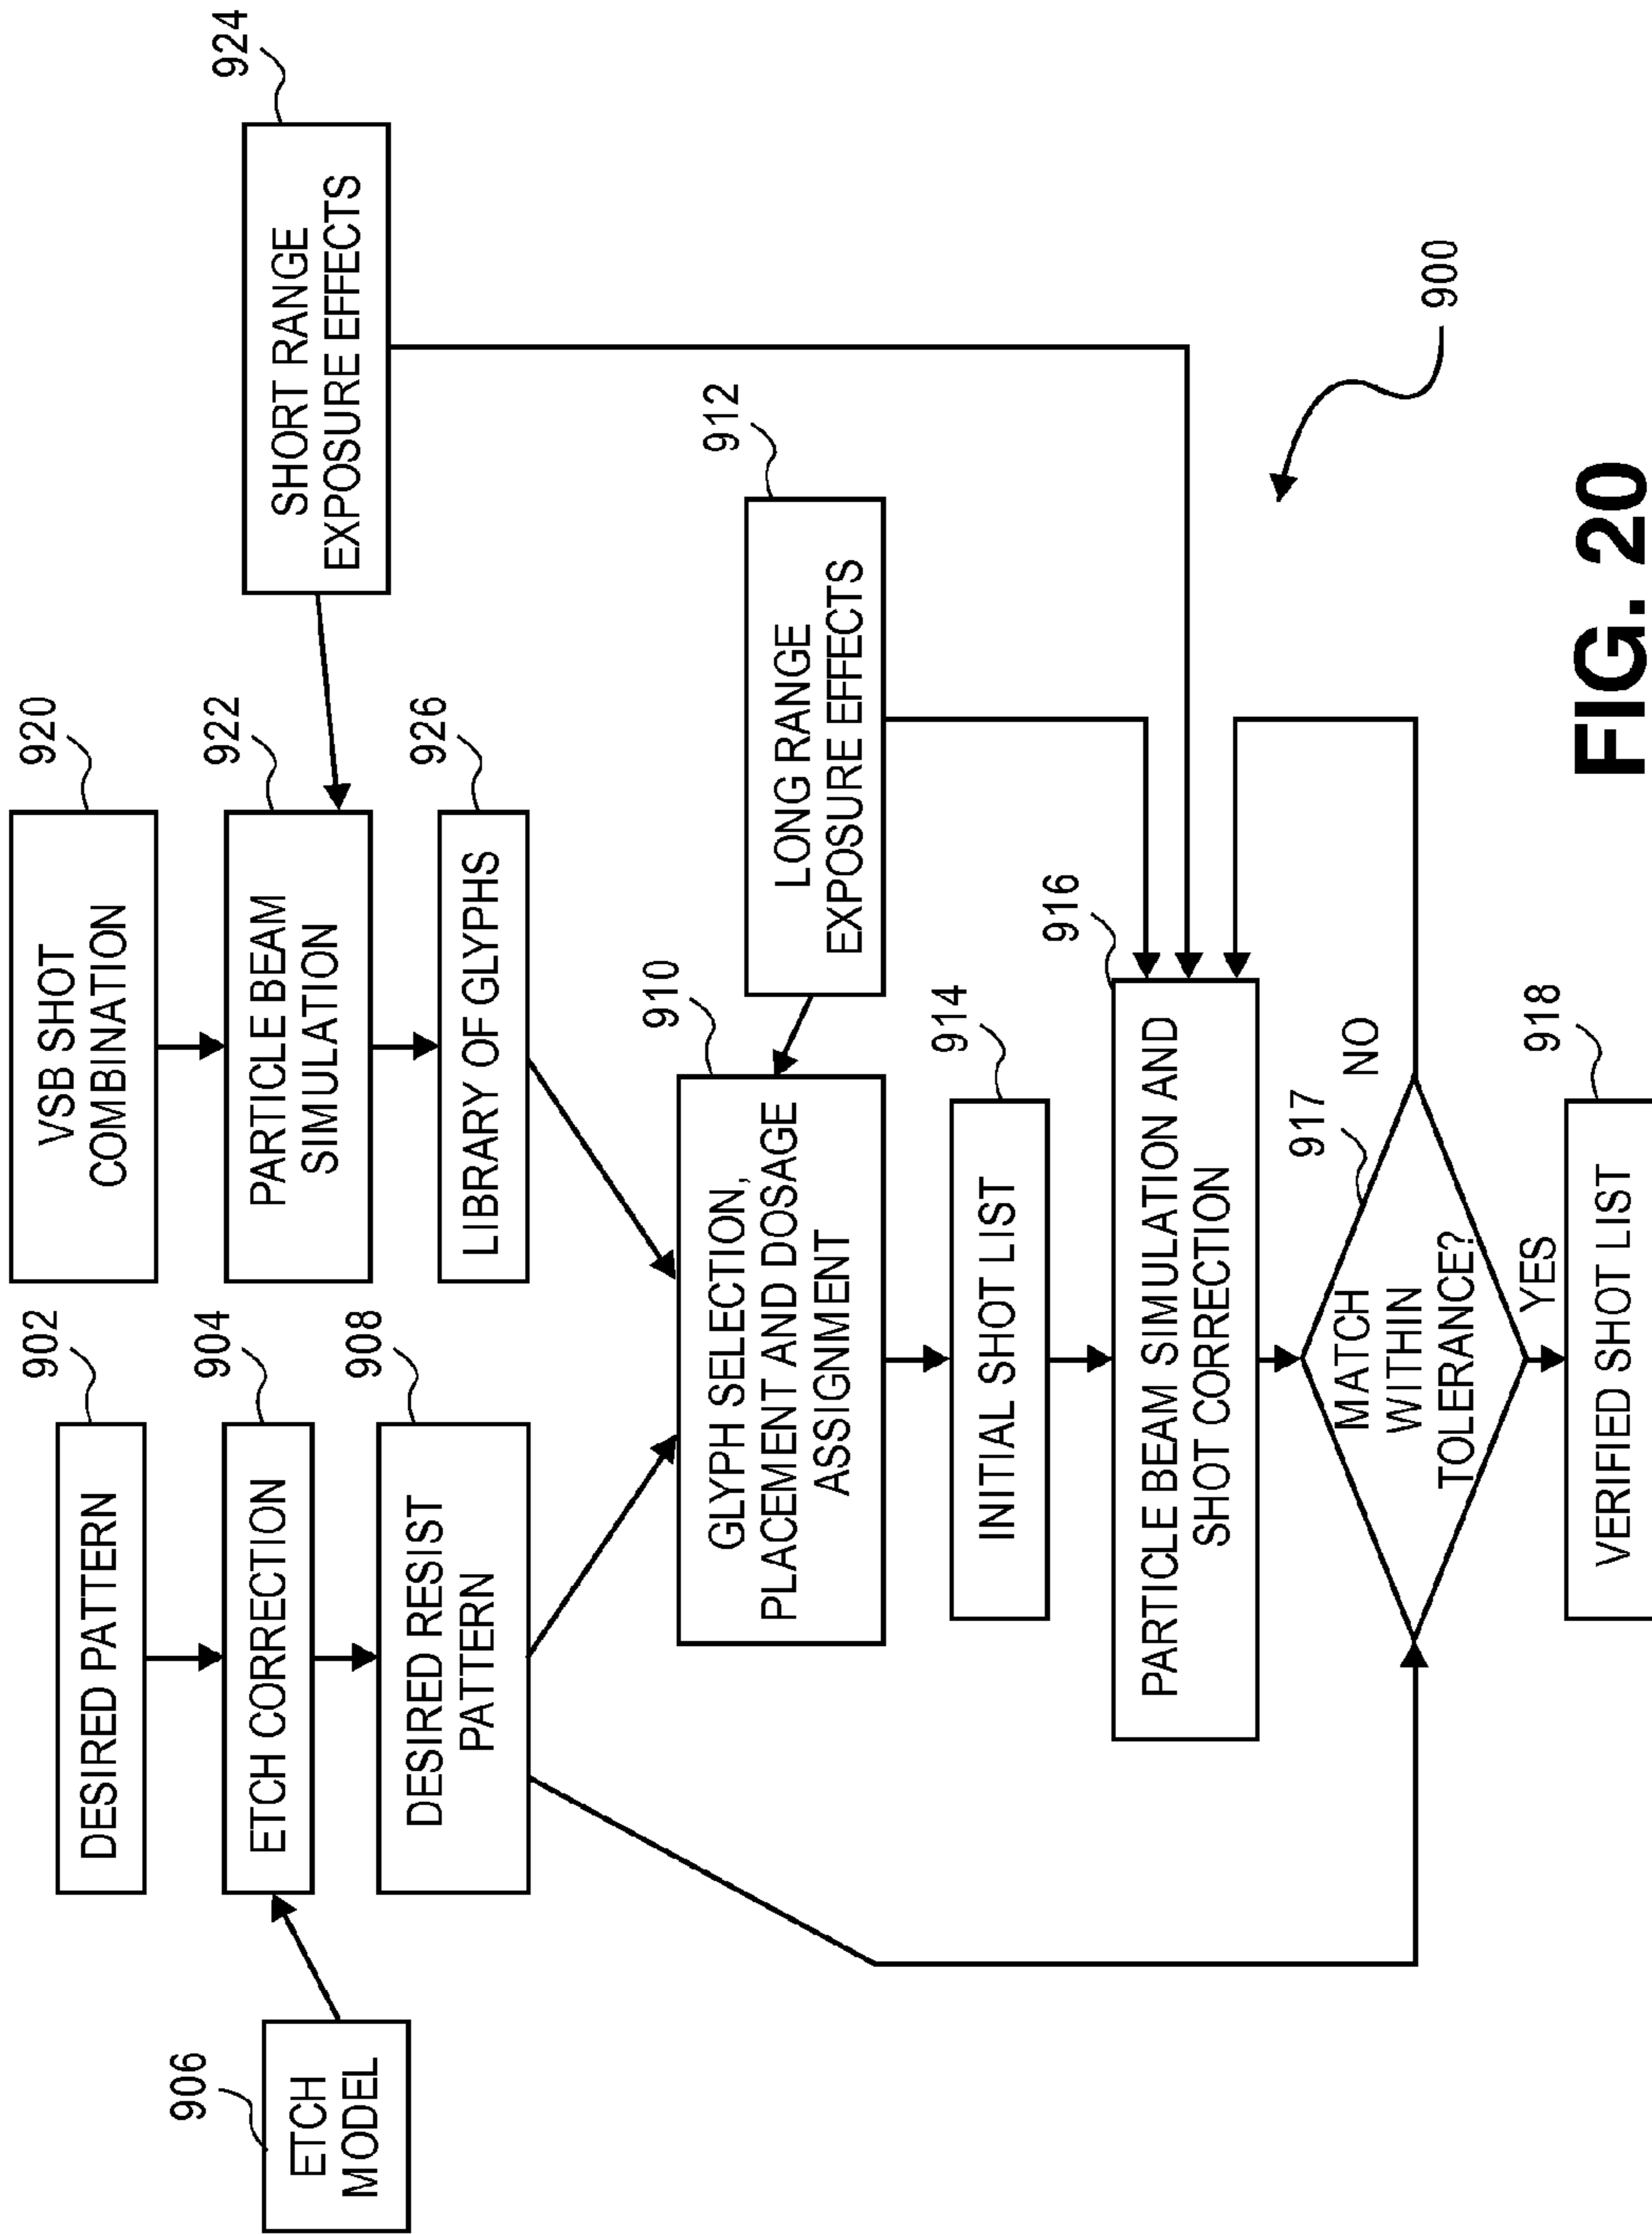 902
DESIRED PATTERN
920
VSB SHOT
COMBINATION
906
ETCH
MODEL
904
ETCH CORRECTION
922
PARTICLE BEAM
SIMULATION
924
SHORT RANGE
EXPOSURE EFFECTS
908
DESIRED RESIST
PATTERN
926
LIBRARY OF GLYPHS
910
GLYPH SELECTION,
PLACEMENT AND DOSAGE
ASSIGNMENT
912
LONG RANGE
EXPOSURE EFFECTS
914
INITIAL SHOT LIST
916
PARTICLE BEAM SIMULATION AND
SHOT CORRECTION
917
MATCH
WITHIN
TOLERANCE?
NO
YES
918
VERIFIED SHOT LIST
900
FIG. 20